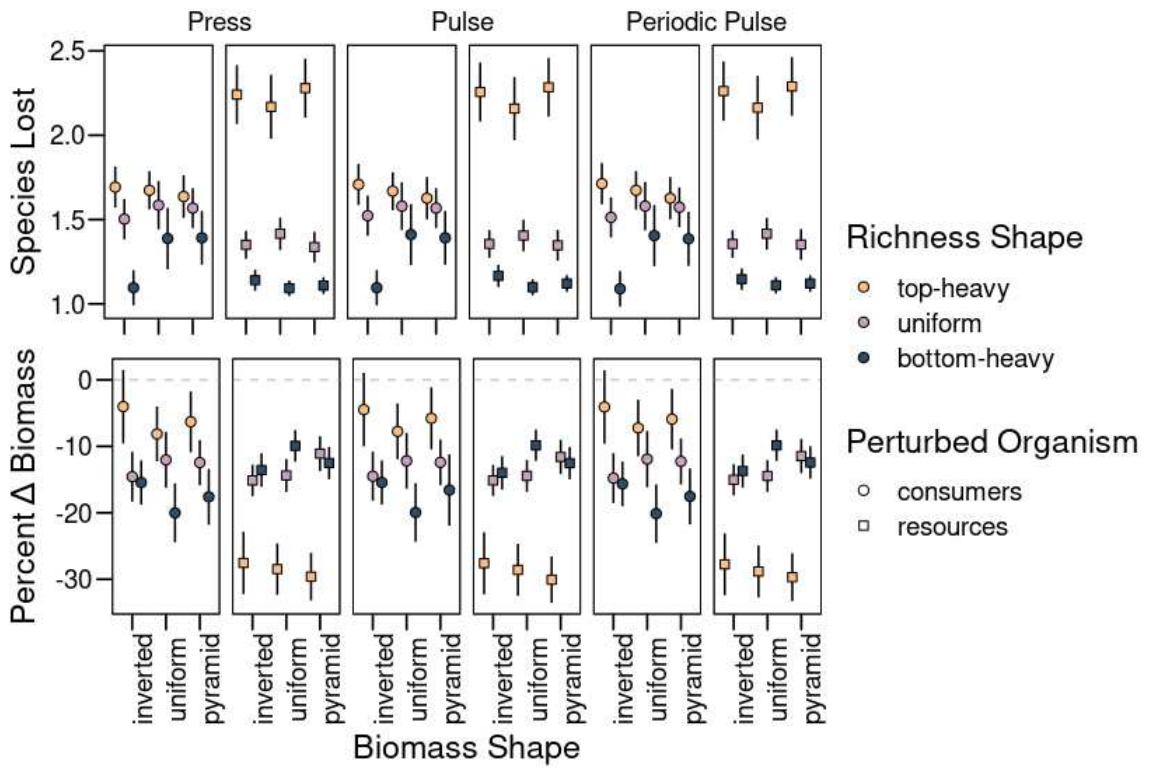 Press Pulse Periodic Pulse
Species Lost
2.5
2.0
1.5
1.0
Percent Δ Biomass
0
-10
-20
-30
inverted uniform pyramid inverted uniform pyramid inverted uniform pyramid inverted uniform pyramid inverted uniform pyramid inverted uniform pyramid
Biomass Shape
Richness Shape
top-heavy
uniform
bottom-heavy
Perturbed Organism
consumers
resources